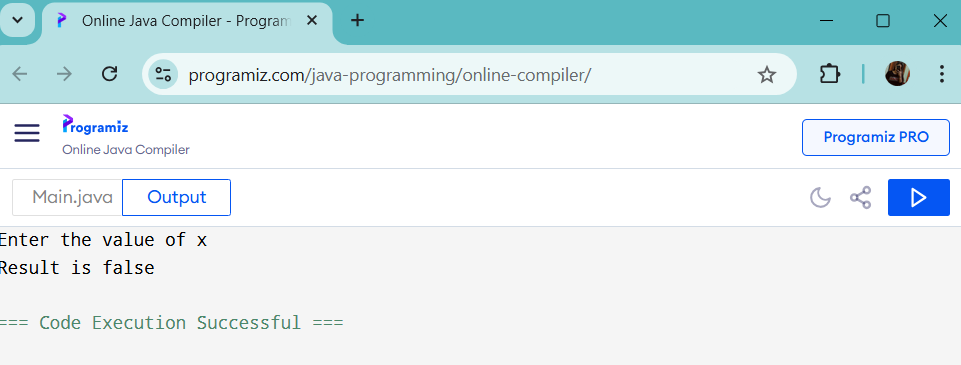 Online Java Compiler - Program
programiz.com/java-programming/online-compiler/
Programiz
Online Java Compiler
Programiz PRO
Main.java
Output
Enter the value of x
Result is false
=== Code Execution Successful ===